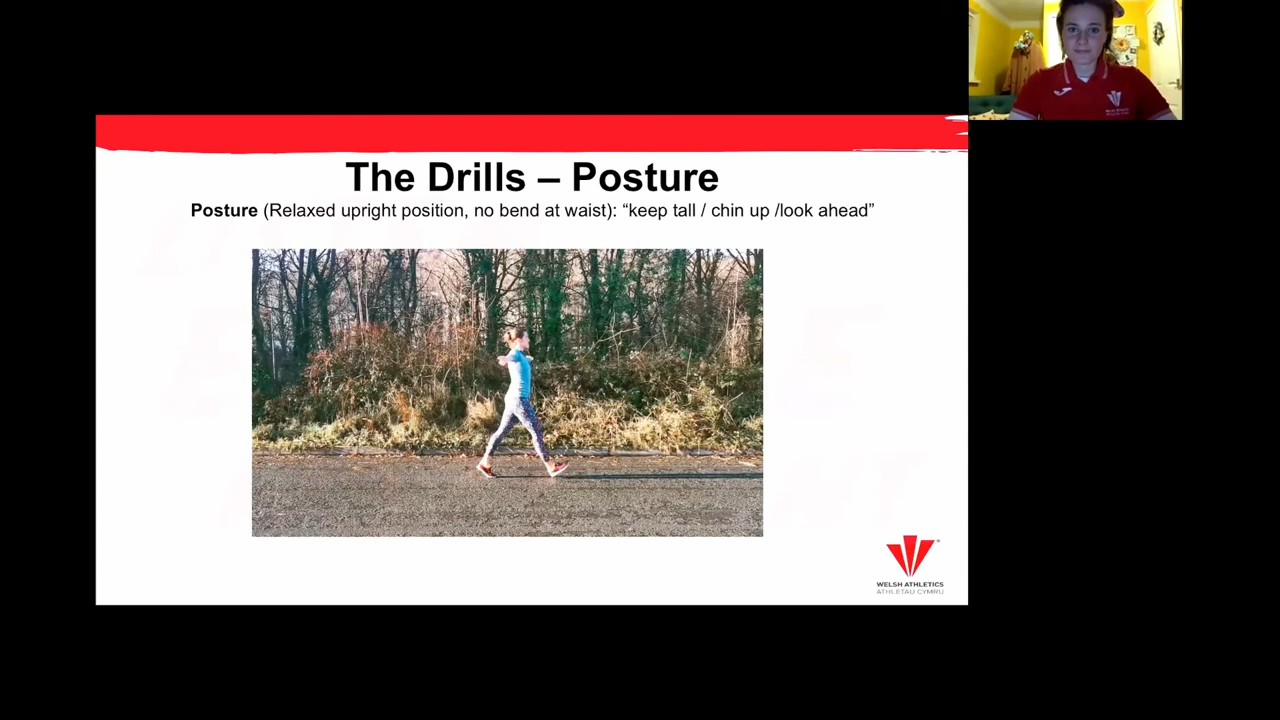 The Drills – Posture
Posture (Relaxed upright position, no bend at waist): “keep tall / chin up /look ahead”
WELSH ATHLETICS
ATHLETAU CYMRU